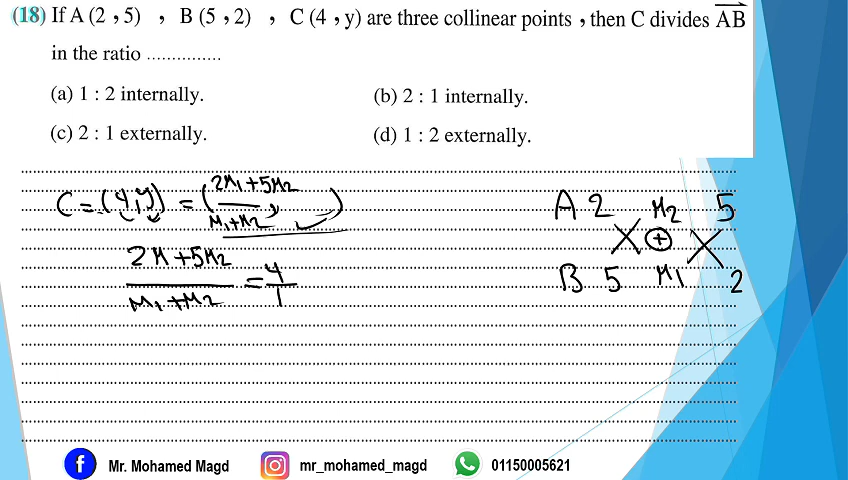 (18) If A (2 , 5) , B (5 , 2) , C (4 , y) are three collinear points , then C divides AB
in the ratio ...............
(a) 1 : 2 internally.
(b) 2 : 1 internally.
(c) 2 : 1 externally.
(d) 1 : 2 externally.
C = (4, y) = (2M1+5M2 / M1+M2 , )
2M+5M2 / M1+M2 = 4/1
A 2 M2 5
B 5 M1 2
f Mr. Mohamed Magd mr_mohamed_magd 01150005621